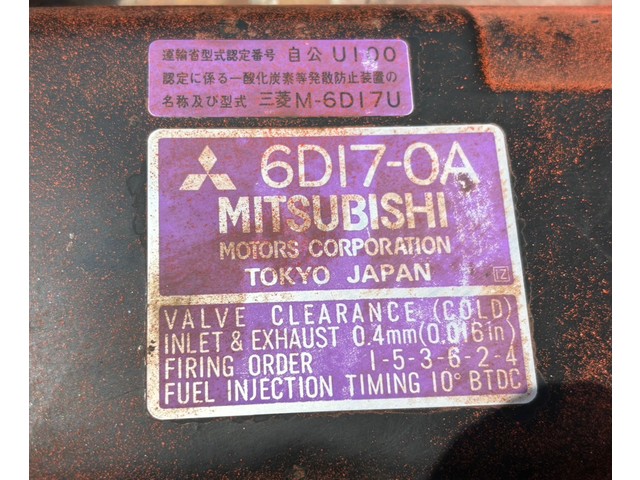 運輸省型式認定番号 自公 U100
認定に係る一酸化炭素等発散防止装置の
名称及び型式 三菱M-6D17U
6D17-0A
MITSUBISHI
MOTORS CORPORATION
TOKYO JAPAN IZ
VALVE CLEARANCE (COLD)
INLET & EXHAUST 0.4mm(0.016in)
FIRING ORDER 1-5-3-6-2-4
FUEL INJECTION TIMING 10° BTDC